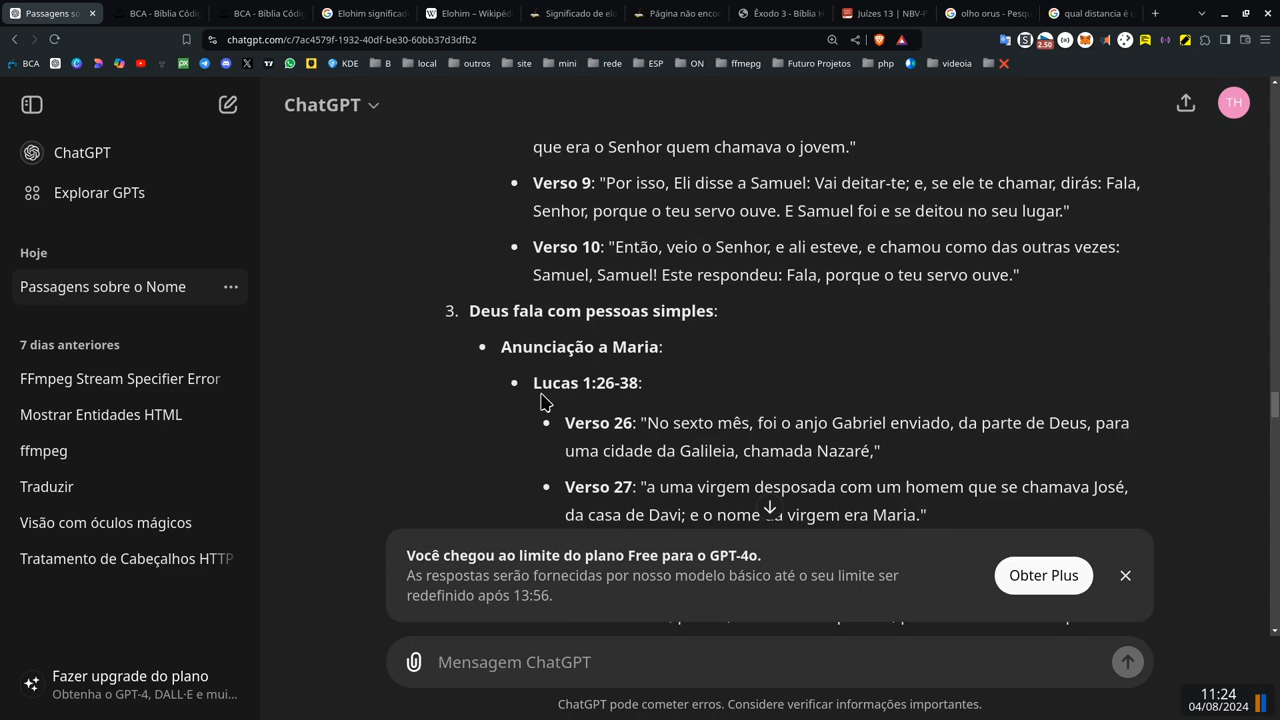 Passagens so
BCA - Bíblia Códig
BCA - Bíblia Códig
Elohim significad
Elohim – Wikipéd
Significado de elo
Página não enco
Êxodo 3 - Bíblia H
Juízes 13 | NBV-P
olho orus - Pesqu
qual distancia é u
chatgpt.com/c/7ac4579f-1932-40df-be30-60bb37d3dfb2
2.50
BCA
KDE
B
local
outros
site
mini
rede
ESP
ON
ffmepg
Futuro Projetos
php
videoia
ChatGPT
TH
ChatGPT
Explorar GPTs
Hoje
Passagens sobre o Nome
7 dias anteriores
FFmpeg Stream Specifier Error
Mostrar Entidades HTML
ffmpeg
Traduzir
Visão com óculos mágicos
Tratamento de Cabeçalhos HTTP
Fazer upgrade do plano
Obtenha o GPT-4, DALL·E e mui...
que era o Senhor quem chamava o jovem."
Verso 9: "Por isso, Eli disse a Samuel: Vai deitar-te; e, se ele te chamar, dirás: Fala,
Senhor, porque o teu servo ouve. E Samuel foi e se deitou no seu lugar."
Verso 10: "Então, veio o Senhor, e ali esteve, e chamou como das outras vezes:
Samuel, Samuel! Este respondeu: Fala, porque o teu servo ouve."
3. Deus fala com pessoas simples:
Anunciação a Maria:
Lucas 1:26-38:
Verso 26: "No sexto mês, foi o anjo Gabriel enviado, da parte de Deus, para
uma cidade da Galileia, chamada Nazaré,"
Verso 27: "a uma virgem desposada com um homem que se chamava José,
da casa de Davi; e o nome da virgem era Maria."
Você chegou ao limite do plano Free para o GPT-4o.
As respostas serão fornecidas por nosso modelo básico até o seu limite ser
redefinido após 13:56.
Obter Plus
Mensagem ChatGPT
ChatGPT pode cometer erros. Considere verificar informações importantes.
11:24
04/08/2024